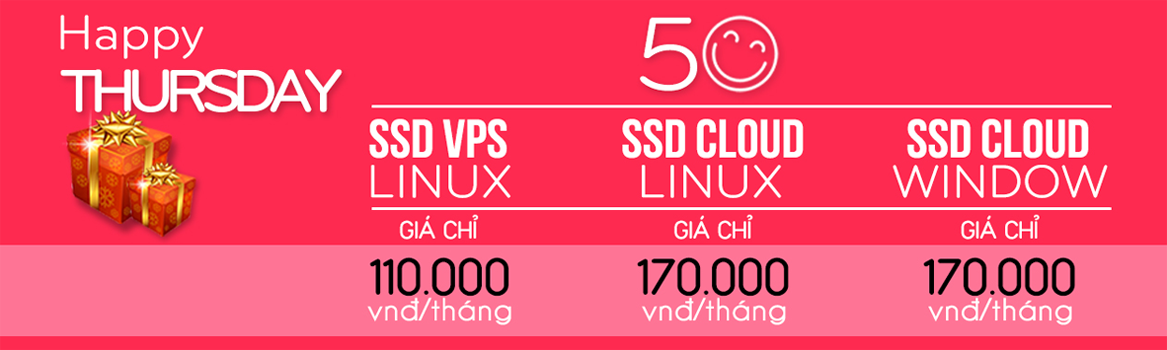 Happy
THURSDAY
50
SSD VPS
LINUX
GIÁ CHỈ
110.000
vnđ/tháng
SSD CLOUD
LINUX
GIÁ CHỈ
170.000
vnđ/tháng
SSD CLOUD
WINDOW
GIÁ CHỈ
170.000
vnđ/tháng